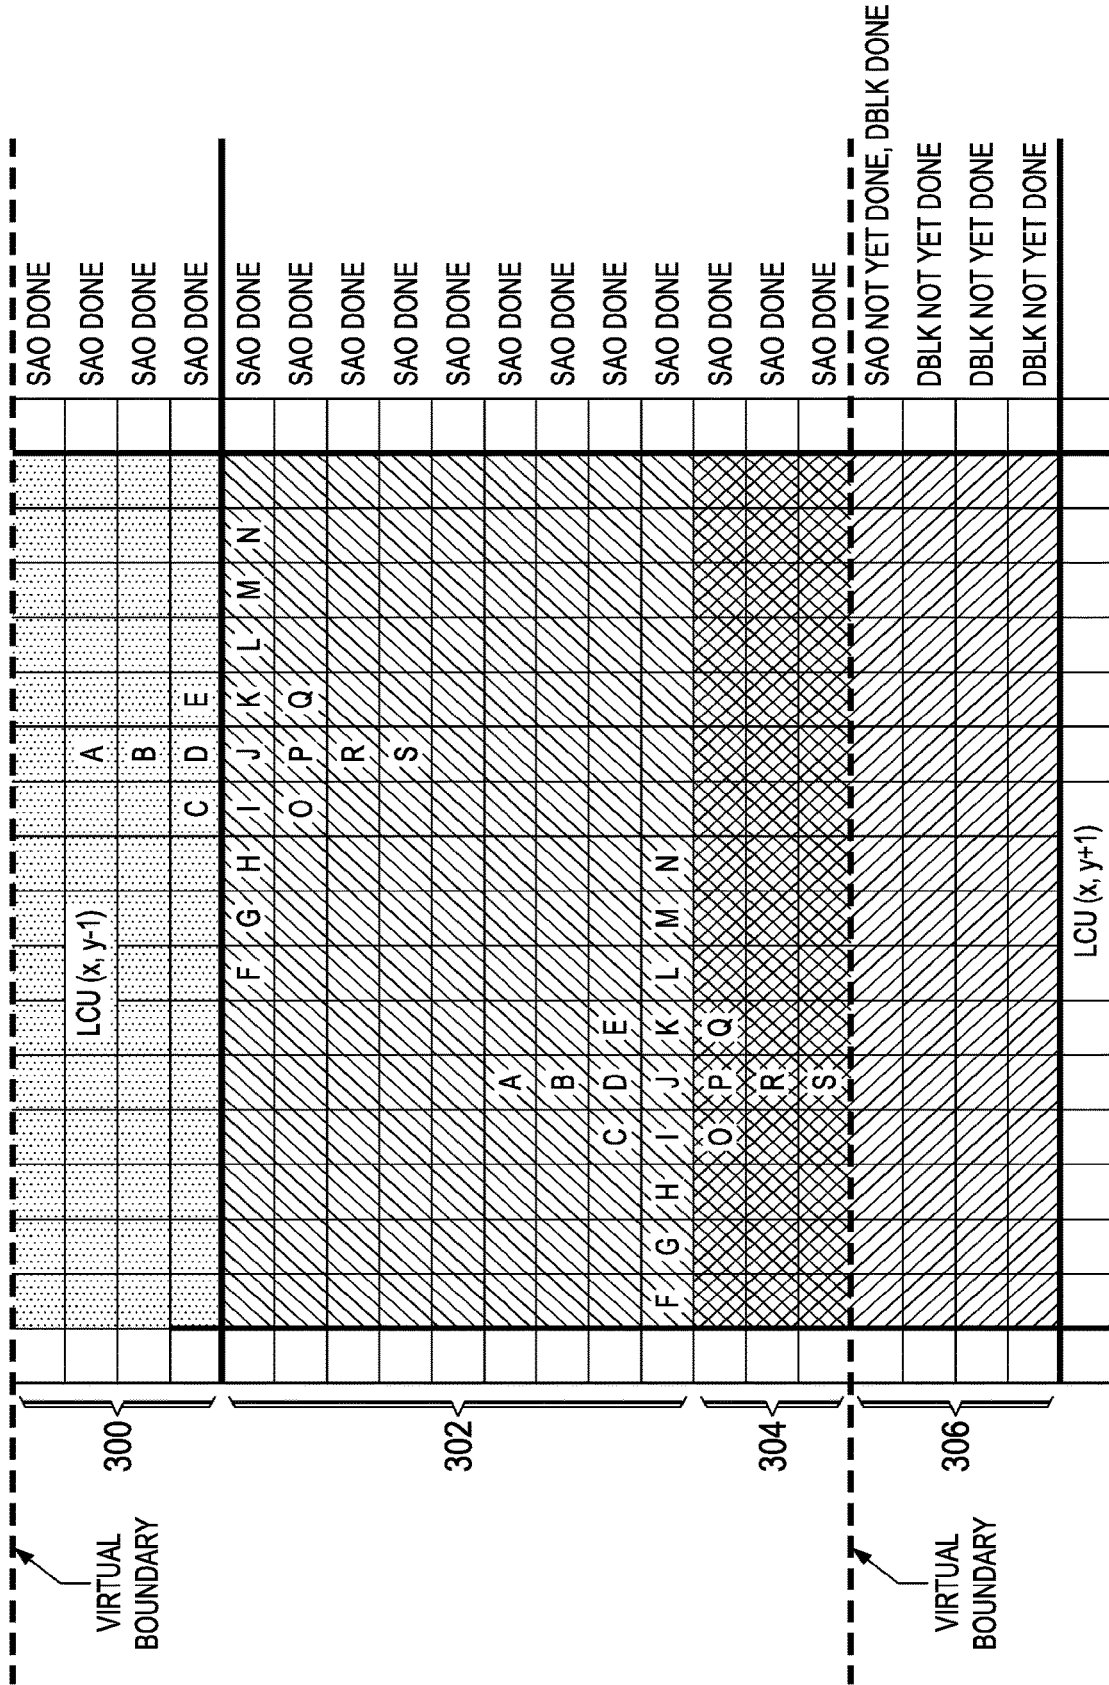 SAO DONE
VIRTUAL
BOUNDARY
300
LCU (x, y-1)
A
SAO DONE
B
SAO DONE
C D E
SAO DONE
F G H I J K L M N
SAO DONE
O P Q
SAO DONE
R
SAO DONE
S
SAO DONE
302
SAO DONE
A
SAO DONE
B
SAO DONE
C D E
SAO DONE
F G H I J K L M N
SAO DONE
O P Q
SAO DONE
304
R
SAO DONE
S
SAO DONE
SAO NOT YET DONE, DBLK DONE
VIRTUAL
BOUNDARY
306
DBLK NOT YET DONE
DBLK NOT YET DONE
DBLK NOT YET DONE
LCU (x, y+1)